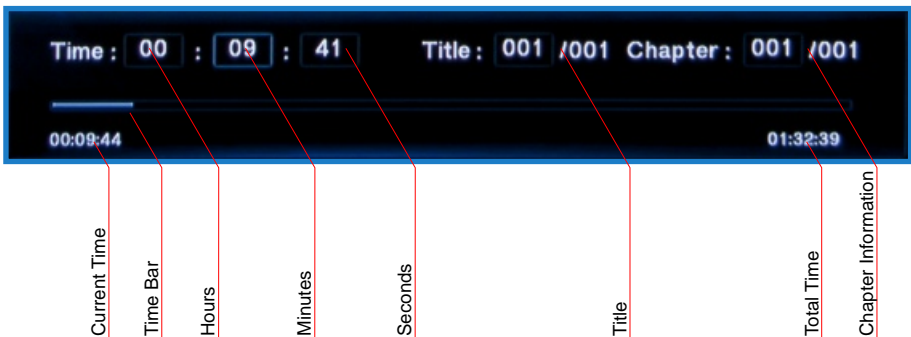 Time : 00 : 09 : 41 Title : 001 /001 Chapter : 001 /001
00:09:44 01:32:39
Current Time
Time Bar
Hours
Minutes
Seconds
Title
Total Time
Chapter Information